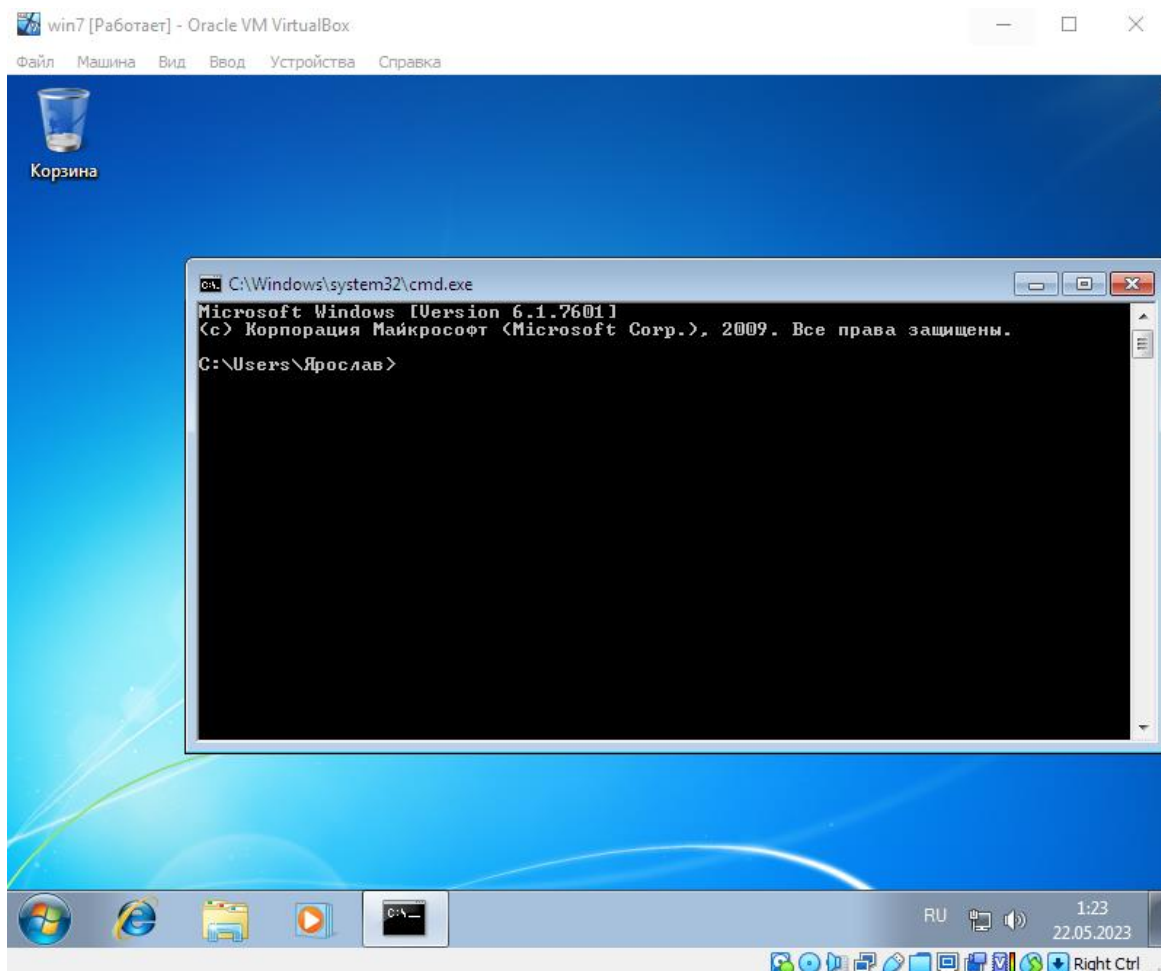 win7 [Работает] - Oracle VM VirtualBox
Файл Машина Вид Ввод Устройства Справка
Корзина
C:\Windows\system32\cmd.exe
Microsoft Windows [Version 6.1.7601]
(c) Корпорация Майкрософт (Microsoft Corp.), 2009. Все права защищены.
C:\Users\Ярослав>
C:\
RU
1:23
22.05.2023
Right Ctrl